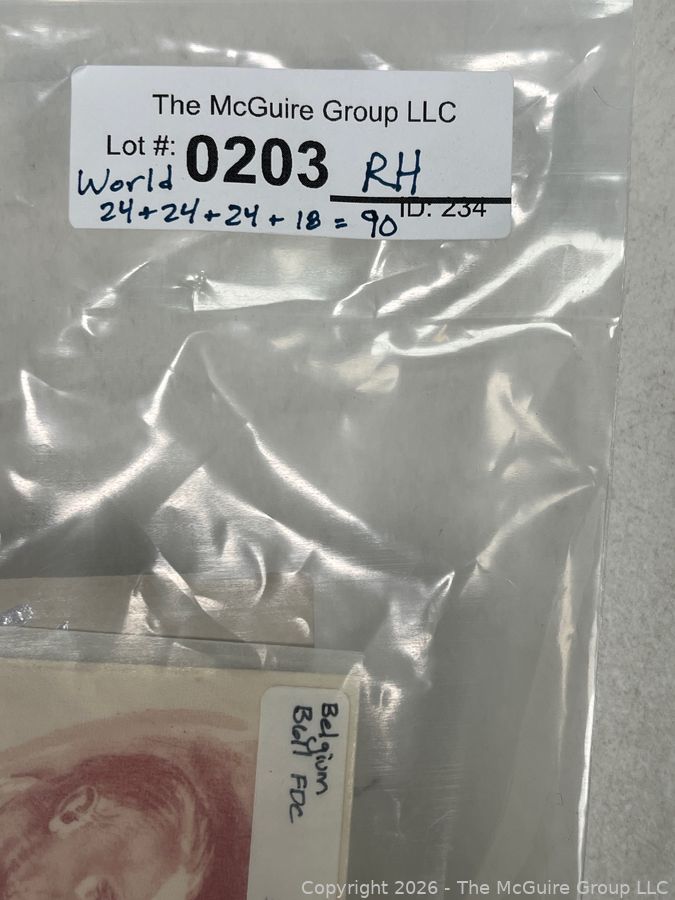 The McGuire Group LLC
Lot #: 0203 RH
World
ID: 234
24+24+24+18=90
Belgium
FDC
Copyright 2026 - The McGuire Group LLC